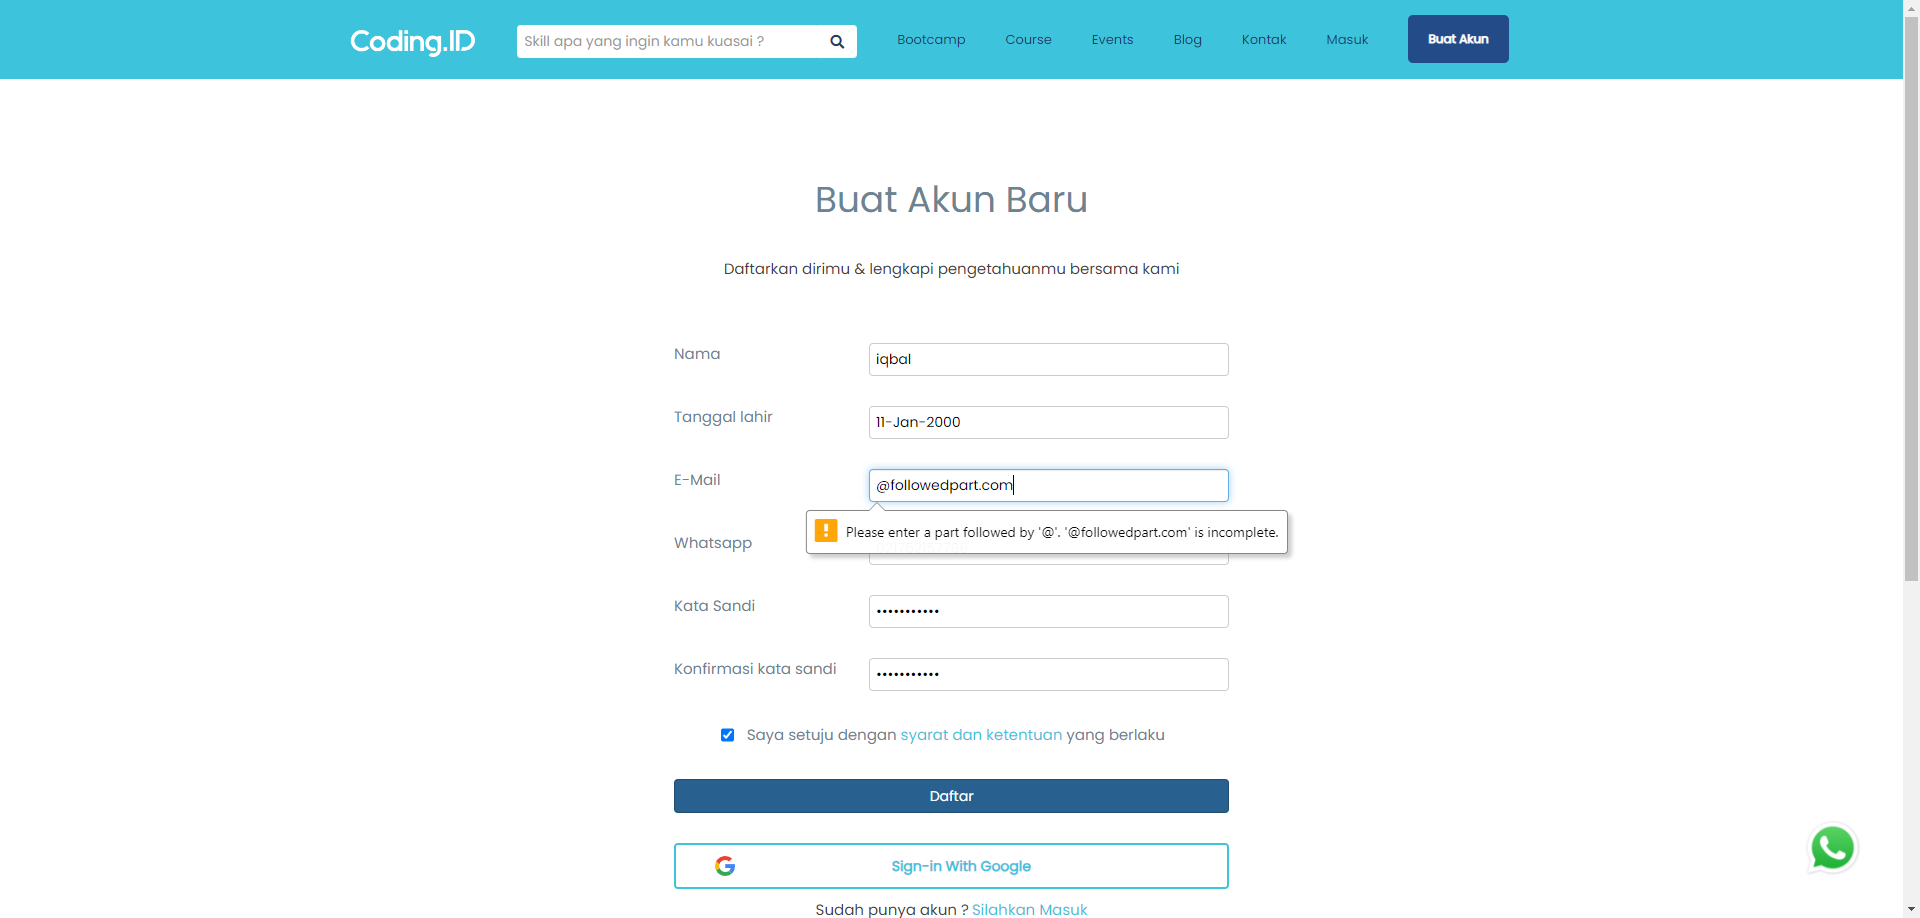 Coding.ID
Skill apa yang ingin kamu kuasai ?
Bootcamp
Course
Events
Blog
Kontak
Masuk
Buat Akun
Buat Akun Baru
Daftarkan dirimu & lengkapi pengetahuanmu bersama kami
Nama
iqbal
Tanggal lahir
11-Jan-2000
E-Mail
@followedpart.com
Please enter a part followed by '@'. '@followedpart.com' is incomplete.
Whatsapp
Kata Sandi
•••••••••••
Konfirmasi kata sandi
•••••••••••
Saya setuju dengan syarat dan ketentuan yang berlaku
Daftar
Sign-in With Google
Sudah punya akun ? Silahkan Masuk